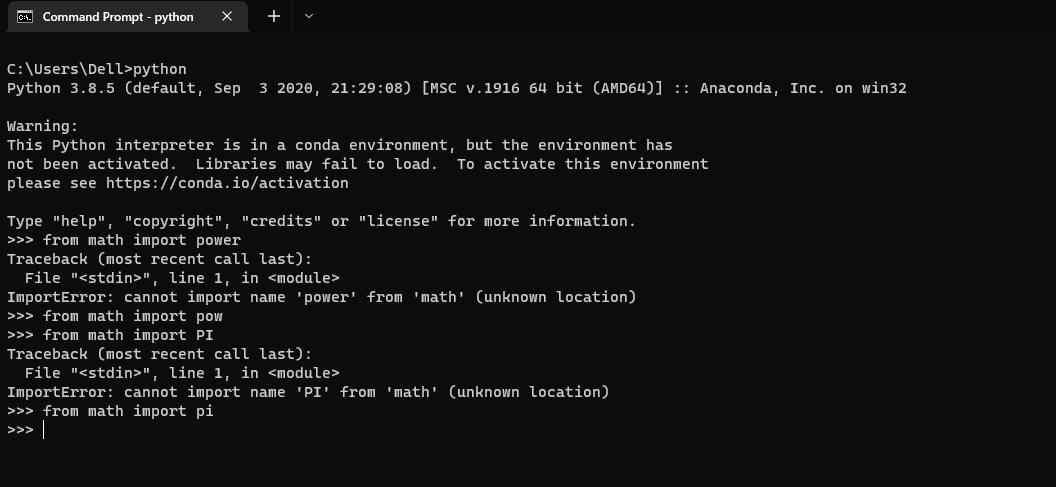 Command Prompt - python
C:\Users\Dell>python
Python 3.8.5 (default, Sep  3 2020, 21:29:08) [MSC v.1916 64 bit (AMD64)] :: Anaconda, Inc. on win32
Warning:
This Python interpreter is in a conda environment, but the environment has
not been activated.  Libraries may fail to load.  To activate this environment
please see https://conda.io/activation
Type "help", "copyright", "credits" or "license" for more information.
>>> from math import power
Traceback (most recent call last):
  File "<stdin>", line 1, in <module>
ImportError: cannot import name 'power' from 'math' (unknown location)
>>> from math import pow
>>> from math import PI
Traceback (most recent call last):
  File "<stdin>", line 1, in <module>
ImportError: cannot import name 'PI' from 'math' (unknown location)
>>> from math import pi
>>>